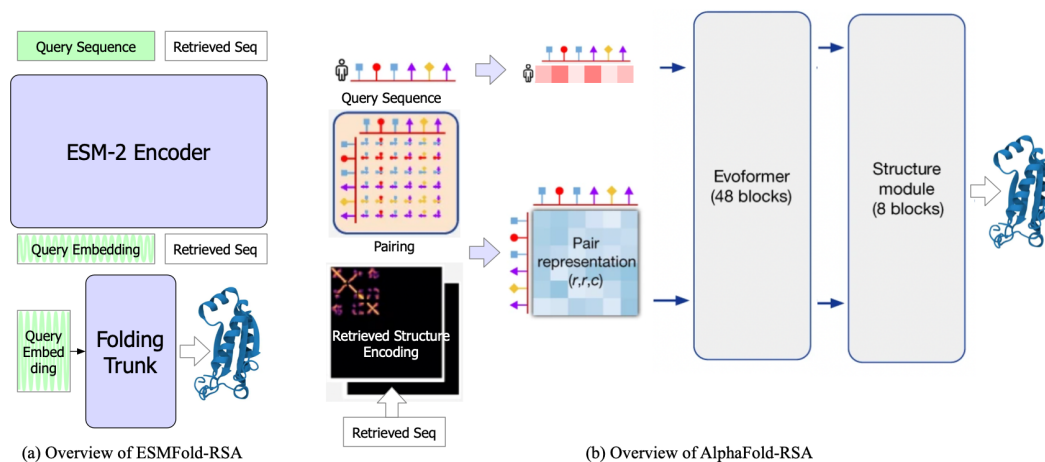 Query Sequence
Retrieved Seq
ESM-2 Encoder
Query Embedding
Retrieved Seq
Query
Embed
ding
Folding
Trunk
(a) Overview of ESMFold-RSA
Query Sequence
Pairing
Retrieved Structure
Encoding
Retrieved Seq
Pair
representation
(r,r,c)
Evoformer
(48 blocks)
Structure
module
(8 blocks)
(b) Overview of AlphaFold-RSA